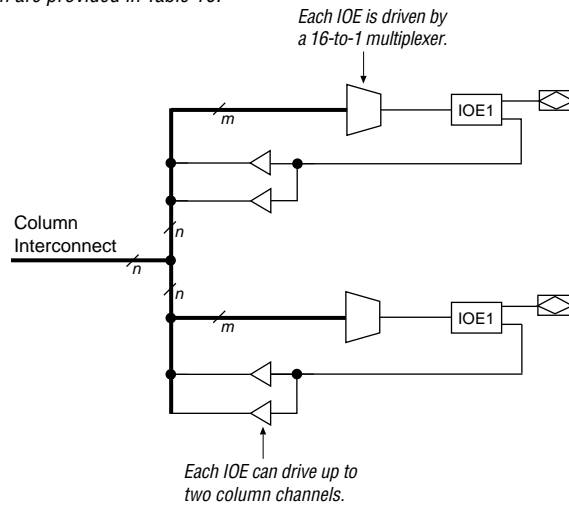 are provided in Table 10.
Each IOE is driven by
a 16-to-1 multiplexer.
m
IOE1
n
Column
Interconnect
n
n
m
IOE1
Each IOE can drive up to
two column channels.